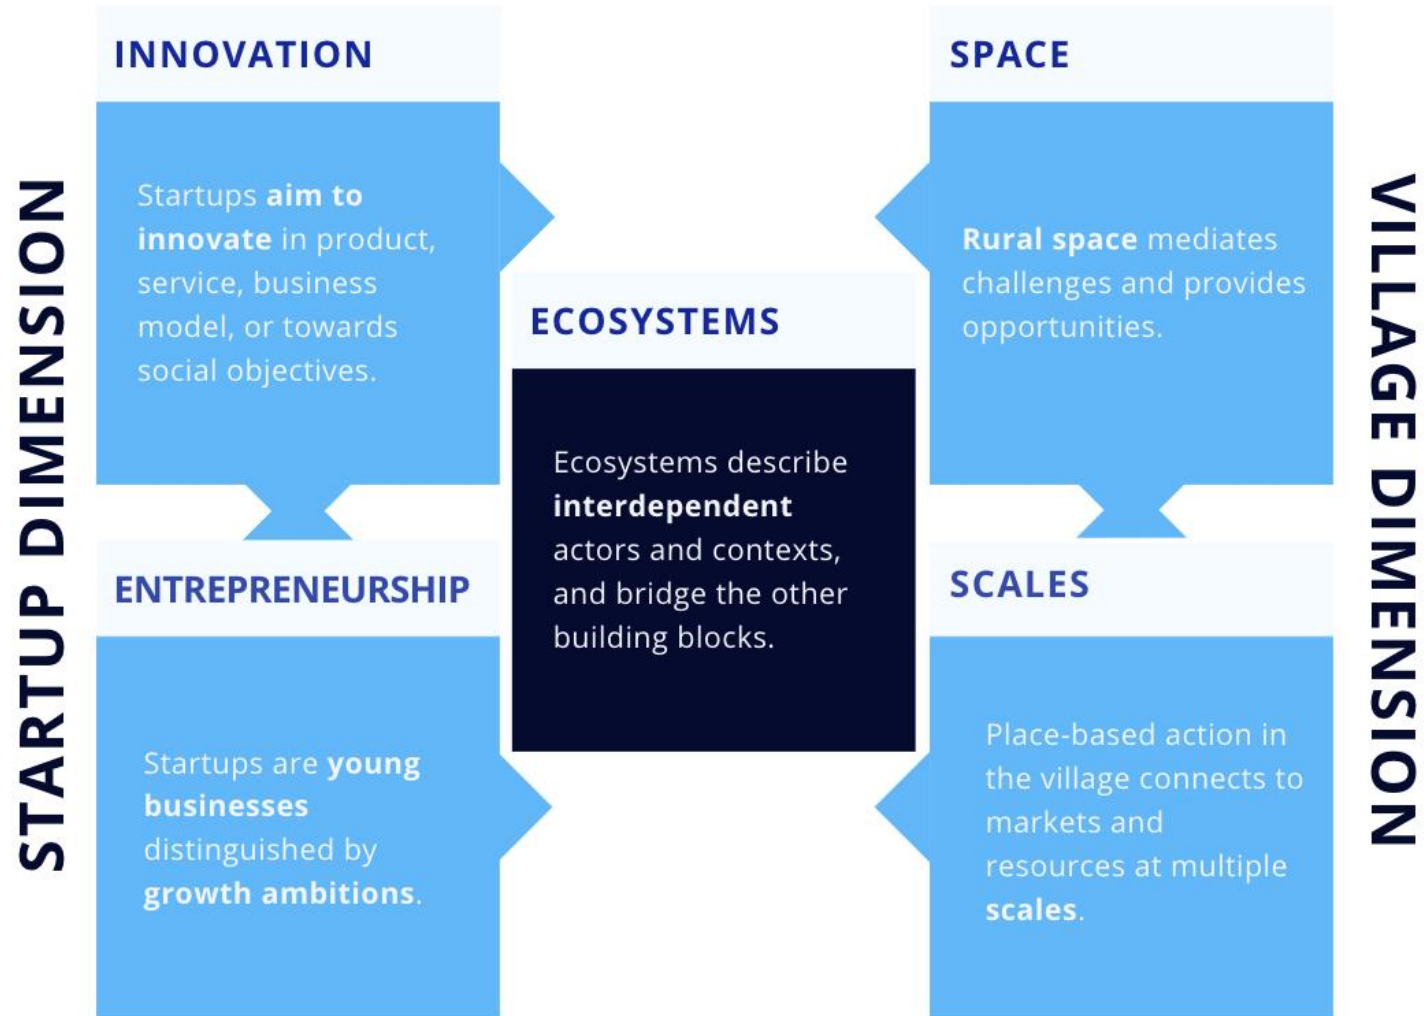 STARTUP DIMENSION
INNOVATION
Startups aim to
innovate in product,
service, business
model, or towards
social objectives.
ENTREPRENEURSHIP
Startups are young
businesses
distinguished by
growth ambitions.
ECOSYSTEMS
Ecosystems describe
interdependent
actors and contexts,
and bridge the other
building blocks.
SPACE
Rural space mediates
challenges and provides
opportunities.
SCALES
Place-based action in
the village connects to
markets and
resources at multiple
scales.
VILLAGE DIMENSION